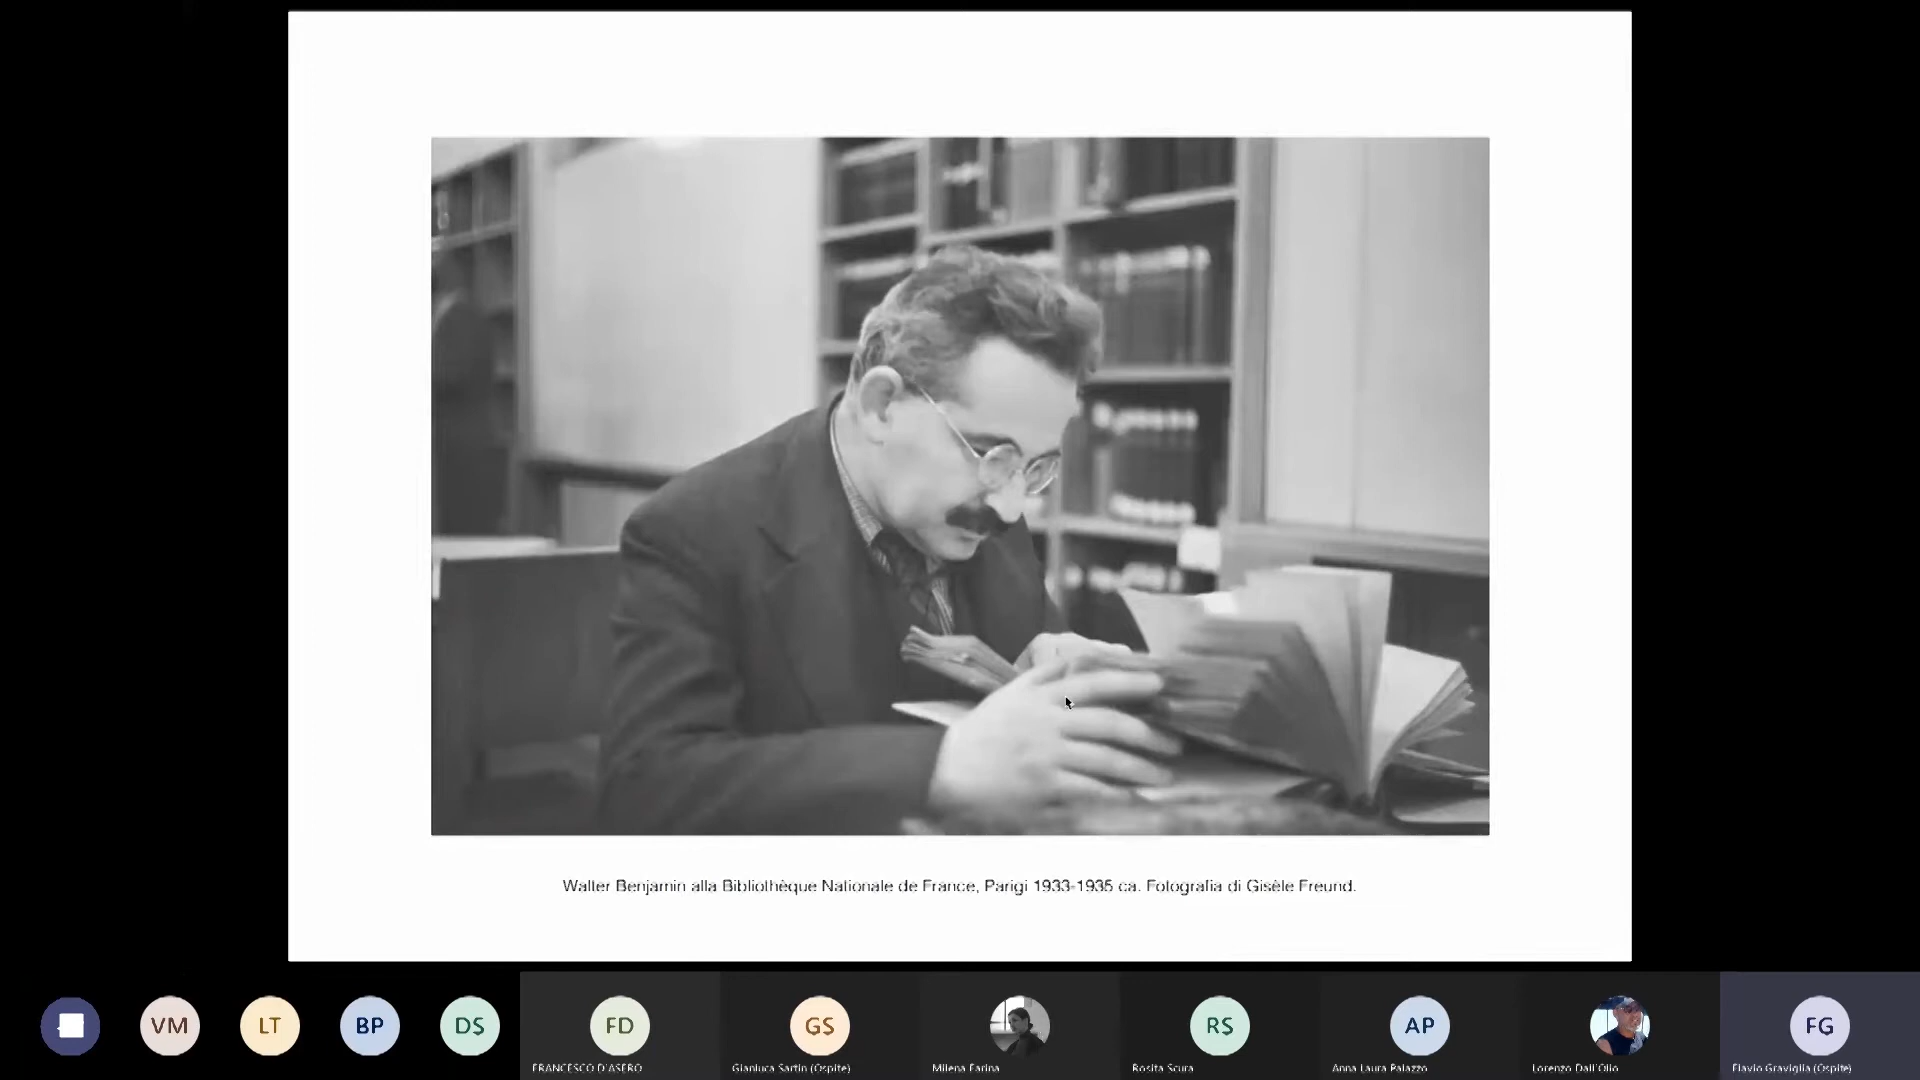 Walter Benjamin alla Bibliothèque Nationale de France, Parigi 1933-1935 ca. Fotografia di Gisèle Freund.
VM
LT
BP
DS
FD
GS
RS
AP
FG
FRANCESCO D'ASERO
Gianluca Sartin (Ospite)
Milena Farina
Rosita Scura
Anna Laura Palazzo
Lorenzo Dall'Olio
Flavio Graviglia (Ospite)